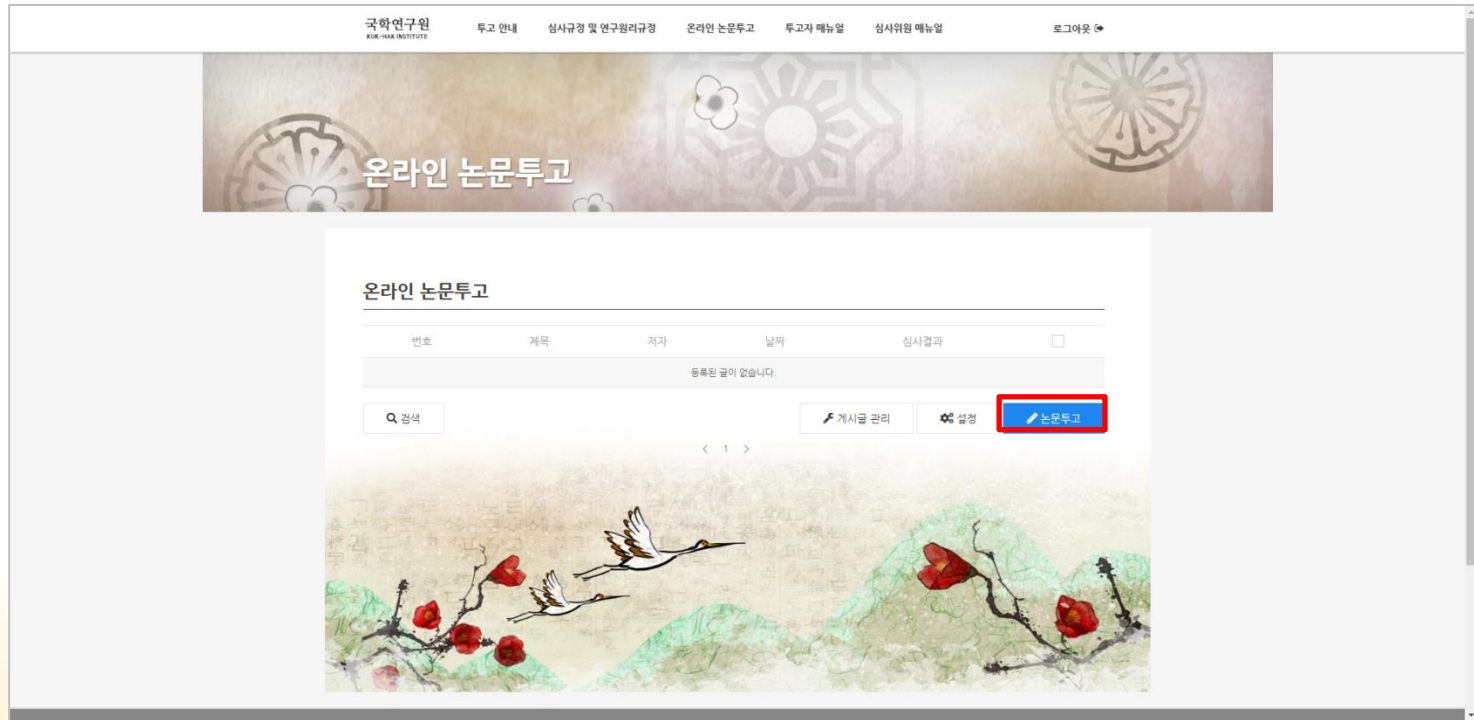 국학연구원
KUK-HAK INSTITUTE
투고 안내 심사규정 및 연구윤리규정 온라인 논문투고 투고자 매뉴얼 심사위원 매뉴얼 로그아웃
온라인 논문투고
온라인 논문투고
번호 제목 저자 날짜 심사결과
등록된 글이 없습니다.
검색 게시글 관리 설정 논문투고
< 1 >